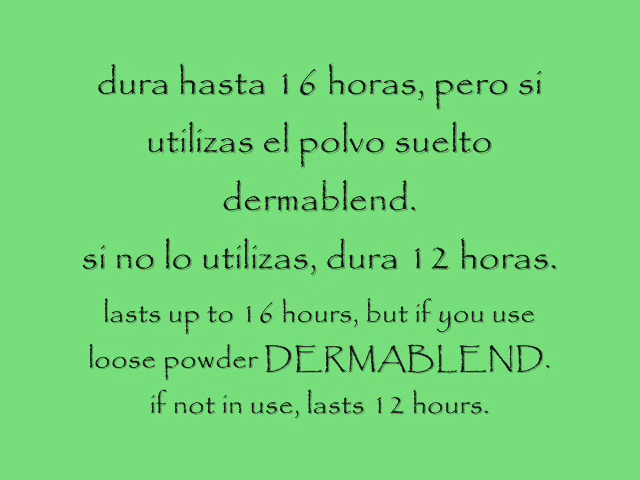 dura hasta 16 horas, pero si
utilizas el polvo suelto
dermablend.
si no lo utilizas, dura 12 horas.
lasts up to 16 hours, but if you use
loose powder DERMABLEND.
if not in use, lasts 12 hours.